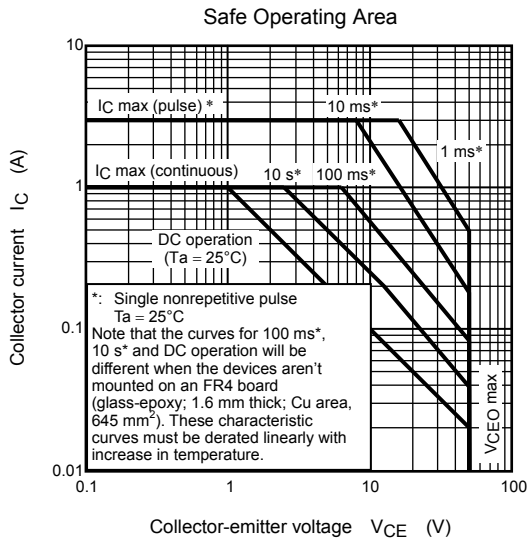 Safe Operating Area
10
IC max (pulse) *
10 ms*
1 ms*
IC max (continuous)
10 s*
100 ms*
1
DC operation
(Ta = 25°C)
*: Single nonrepetitive pulse
Ta = 25°C
Note that the curves for 100 ms*,
10 s* and DC operation will be
different when the devices aren't
mounted on an FR4 board
(glass-epoxy; 1.6 mm thick; Cu area,
645 mm²). These characteristic
curves must be derated linearly with
increase in temperature.
0.1
0.01
VCEO max
0.1
1
10
100
Collector current IC (A)
Collector-emitter voltage VCE (V)